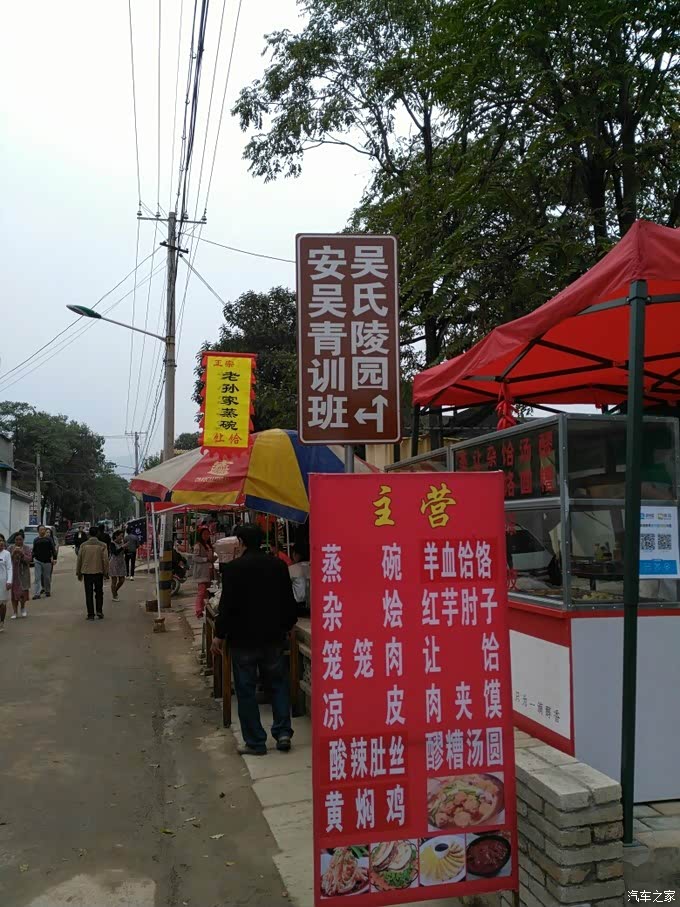 正宗
老孙家蒸碗
吴氏陵园
安吴青训班
主营
蒸碗
杂烩
笼笼肉
凉皮
酸辣肚丝
黄焖鸡
羊血饸饹
红芋肘子
让饸
肉夹馍
醪糟汤圆
汽车之家